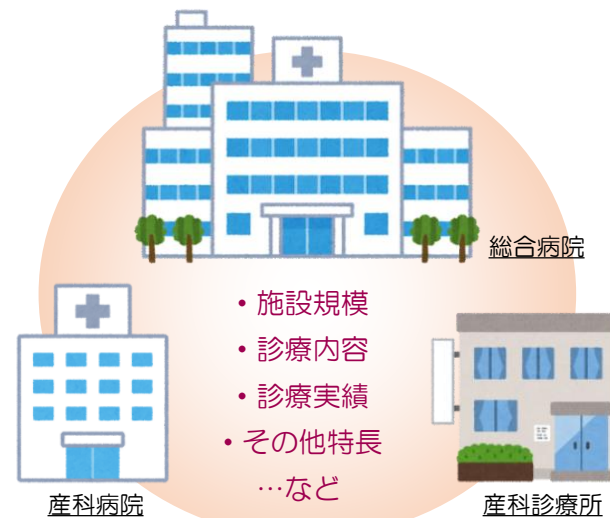 総合病院
・施設規模
・診療内容
・診療実績
・その他特長
…など
産科病院
産科診療所